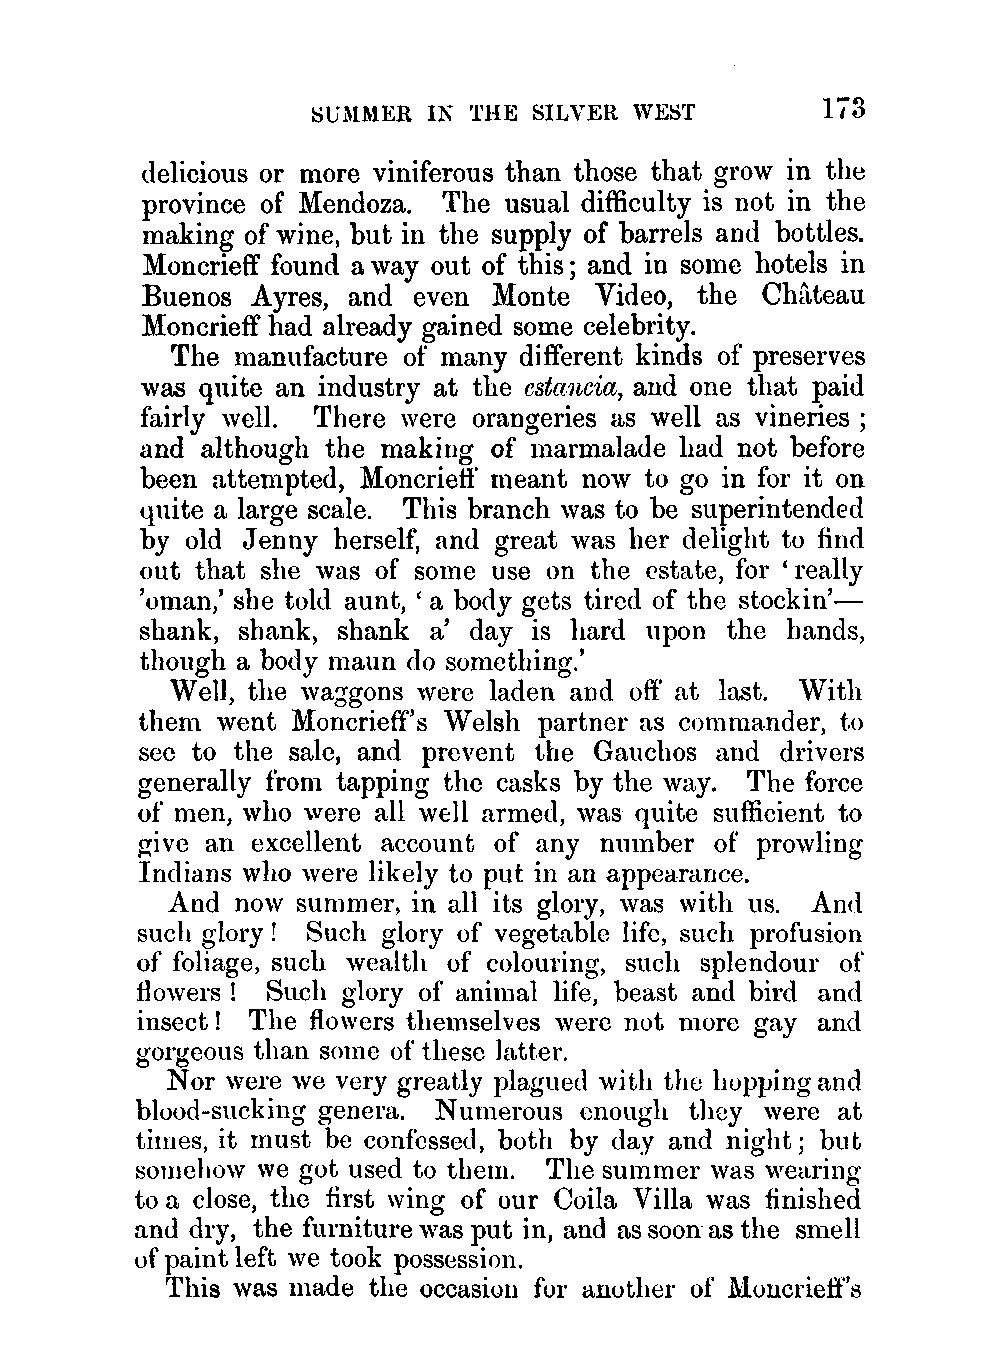 SUMMER IN THE SILVER WEST 173
delicious or more viniferous than those that grow in the
province of Mendoza. The usual difficulty is not in the
making of wine, but in the supply of barrels and bottles.
Moncrieff found a way out of this; and in some hotels in
Buenos Ayres, and even Monte Video, the Château
Moncrieff had already gained some celebrity.
The manufacture of many different kinds of preserves
was quite an industry at the estancia, and one that paid
fairly well. There were orangeries as well as vineries;
and although the making of marmalade had not before
been attempted, Moncrieff meant now to go in for it on
quite a large scale. This branch was to be superintended
by old Jenny herself, and great was her delight to find
out that she was of some use on the estate, for ‘really
’oman,’ she told aunt, ‘a body gets tired of the stockin’—
shank, shank, shank a’ day is hard upon the hands,
though a body maun do something.’
Well, the waggons were laden and off at last. With
them went Moncrieff’s Welsh partner as commander, to
see to the sale, and prevent the Gauchos and drivers
generally from tapping the casks by the way. The force
of men, who were all well armed, was quite sufficient to
give an excellent account of any number of prowling
Indians who were likely to put in an appearance.
And now summer, in all its glory, was with us. And
such glory! Such glory of vegetable life, such profusion
of foliage, such wealth of colouring, such splendour of
flowers! Such glory of animal life, beast and bird and
insect! The flowers themselves were not more gay and
gorgeous than some of these latter.
Nor were we very greatly plagued with the hopping and
blood-sucking genera. Numerous enough they were at
times, it must be confessed, both by day and night; but
somehow we got used to them. The summer was wearing
to a close, the first wing of our Coila Villa was finished
and dry, the furniture was put in, and as soon as the smell
of paint left we took possession.
This was made the occasion for another of Moncrieff’s